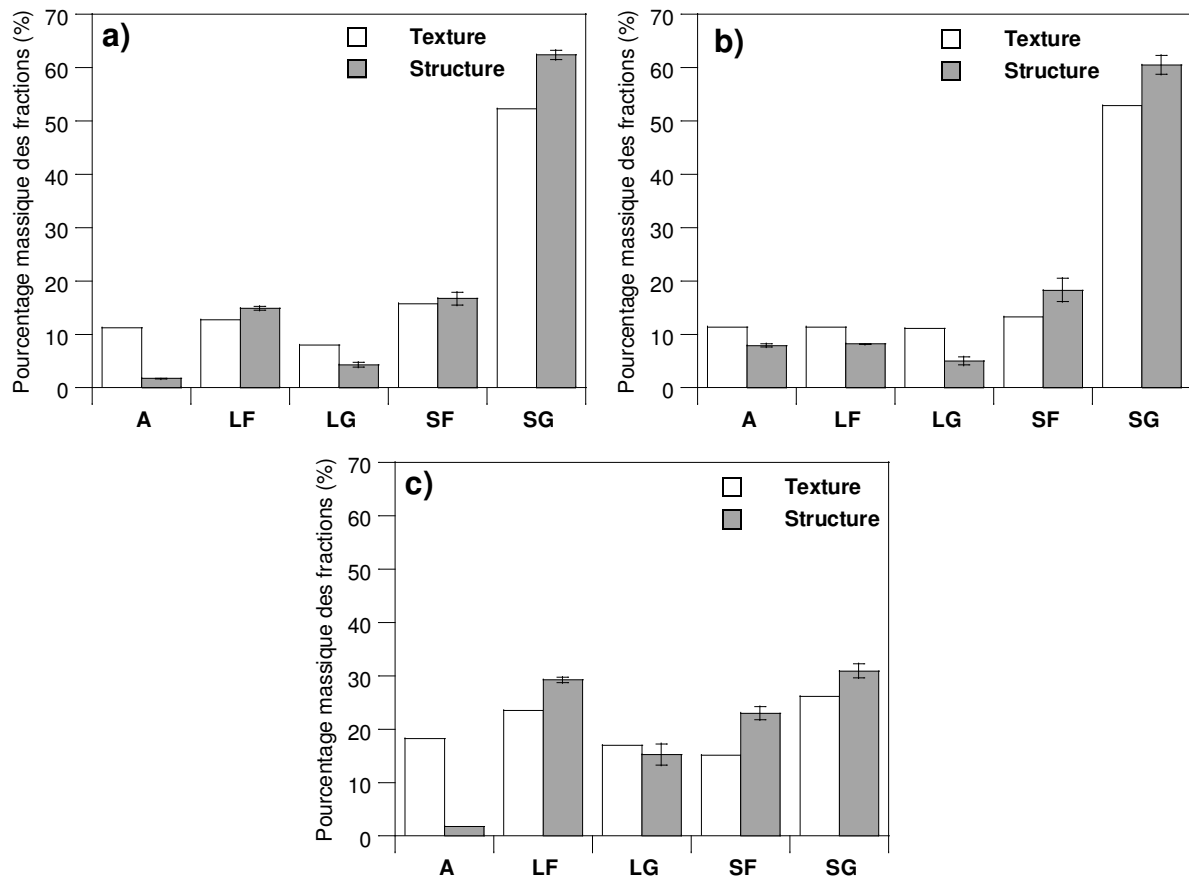 a)
Texture
Structure
Pourcentage massique des fractions (%)
70
60
50
40
30
20
10
0
A LF LG SF SG
b)
Texture
Structure
Pourcentage massique des fractions (%)
70
60
50
40
30
20
10
0
A LF LG SF SG
c)
Texture
Structure
Pourcentage massique des fractions (%)
70
60
50
40
30
20
10
0
A LF LG SF SG